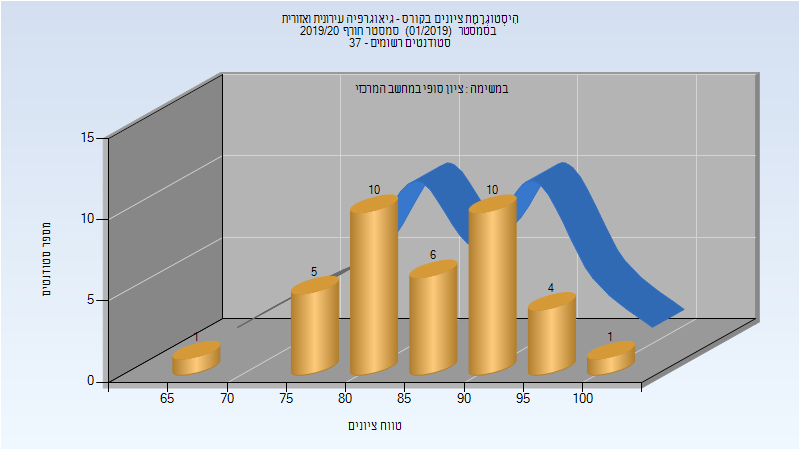 היסטוגרמת ציונים בקורס - גיאוגרפיה עירונית ואזורית
בסמסטר (01/2019) סמסטר חורף 2019/20
סטודנטים רשומים - 37
במשימה : ציון סופי במחשב המרכזי
מספר סטודנטים
15
10
5
0
1
5
10
6
10
4
1
65 70 75 80 85 90 95 100
טווח ציונים